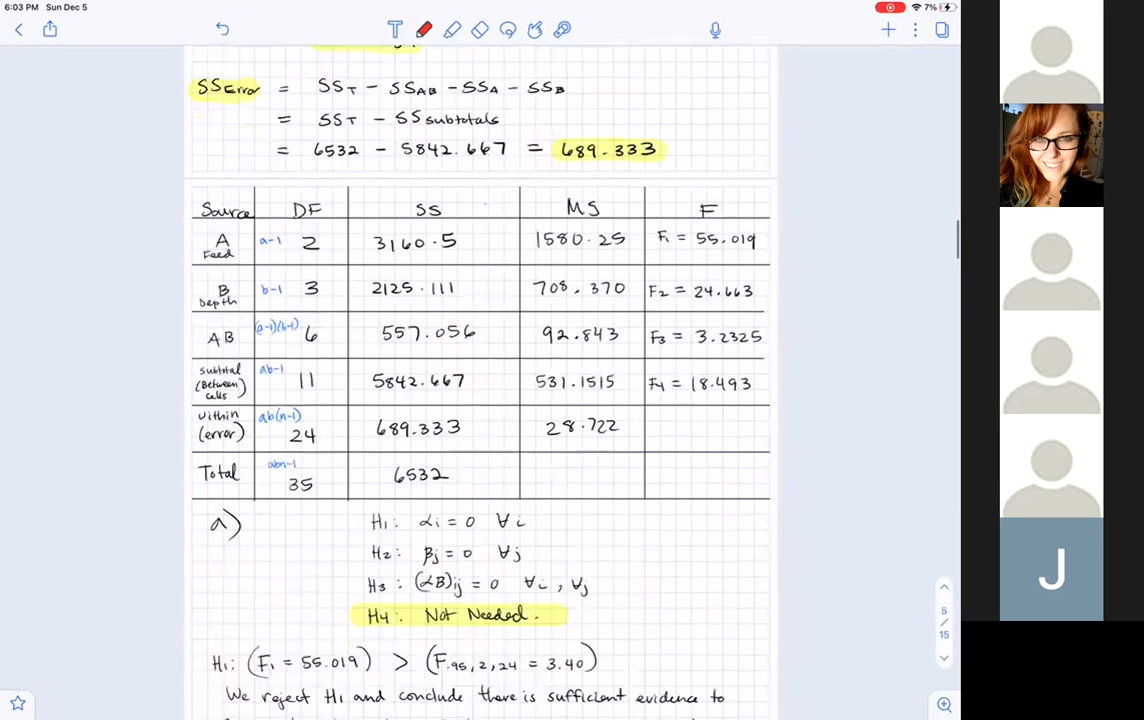 6:03 PM Sun Dec 5
7%
SSError = SST - SSAB - SSA - SSB
= SST - SSsubtotals
= 6532 - 5842.667 = 689.333
Source DF SS MS F
A Feed a-1 2 3160.5 1580.25 F1 = 55.019
B Depth b-1 3 2125.111 708.370 F2 = 24.663
AB (a-1)(b-1) 6 557.056 92.843 F3 = 3.2325
subtotal (Between cells) ab-1 11 5842.667 531.1515 F4 = 18.493
within (error) ab(n-1) 24 689.333 28.722
Total abn-1 35 6532
a) H1: αi = 0 ∀i
H2: βj = 0 ∀j
H3: (αB)ij = 0 ∀i, ∀j
H4: Not Needed.
H1: (F1 = 55.019) > (F.95,2,24 = 3.40)
We reject H1 and conclude there is sufficient evidence to
5
/
15
J